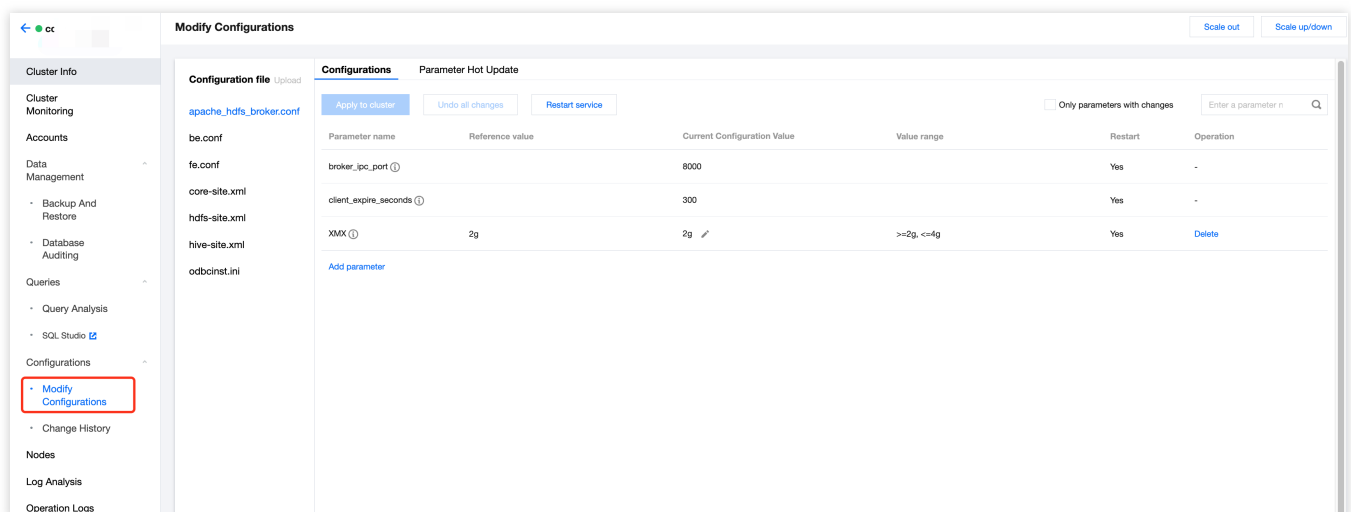 Modify Configurations
Scale out
Scale up/down
Cluster Info
Cluster
Monitoring
Accounts
Data
Management
Backup And
Restore
Database
Auditing
Queries
Query Analysis
SQL Studio
Configurations
Modify
Configurations
Change History
Nodes
Log Analysis
Operation Logs
Configuration file Upload
apache_hdfs_broker.conf
be.conf
fe.conf
core-site.xml
hdfs-site.xml
hive-site.xml
odbcinst.ini
Configurations Parameter Hot Update
Apply to cluster Undo all changes Restart service Only parameters with changes Enter a parameter
Parameter name Reference value Current Configuration Value Value range Restart Operation
broker_ipc_port 8000 Yes -
client_expire_seconds 300 Yes -
XMX 2g 2g >=2g, <=4g Yes Delete
Add parameter